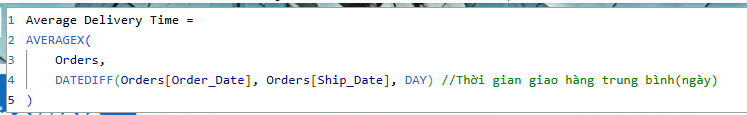 1 Average Delivery Time =
2 AVERAGEX(
3 Orders,
4 DATEDIFF(Orders[Order_Date], Orders[Ship_Date], DAY) //Thời gian giao hàng trung bình(ngày)
5 )